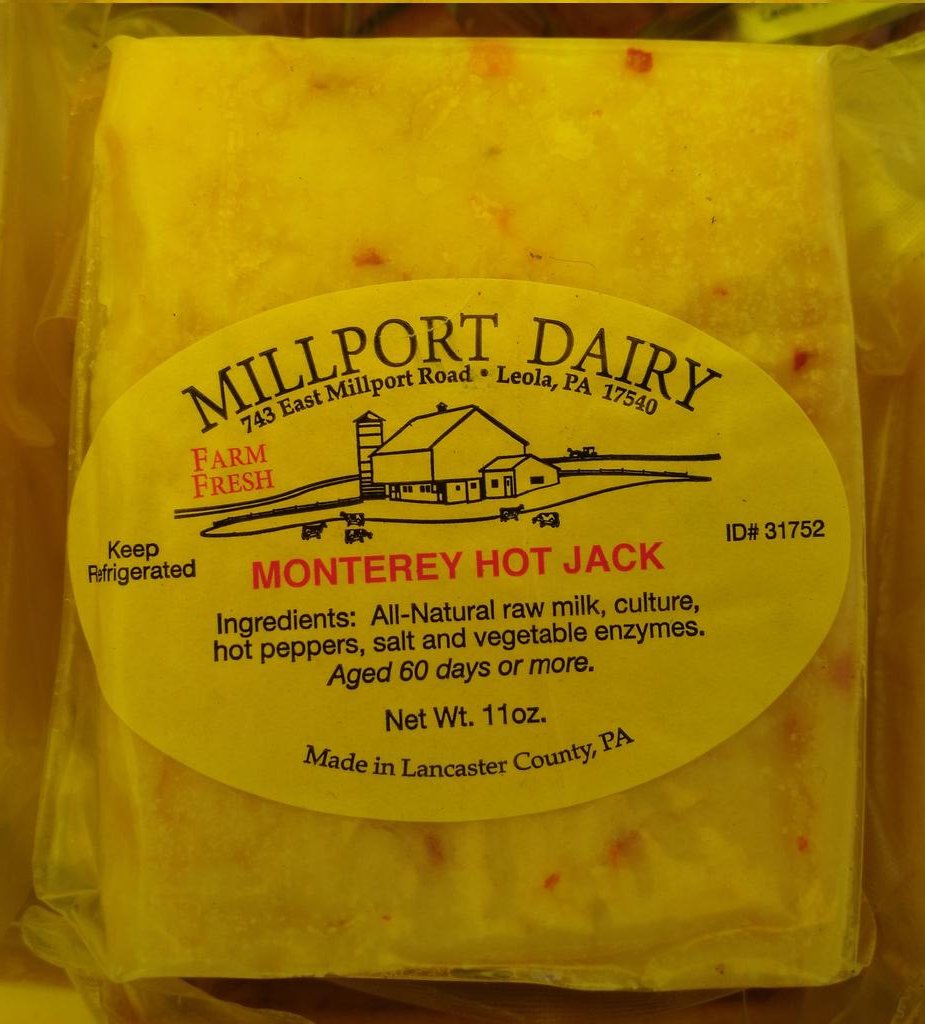 MILLPORT DAIRY
743 East Millport Road • Leola, PA 17540
FARM
FRESH
Keep
Refrigerated
ID# 31752
MONTEREY HOT JACK
Ingredients: All-Natural raw milk, culture,
hot peppers, salt and vegetable enzymes.
Aged 60 days or more.
Net Wt. 11oz.
Made in Lancaster County, PA